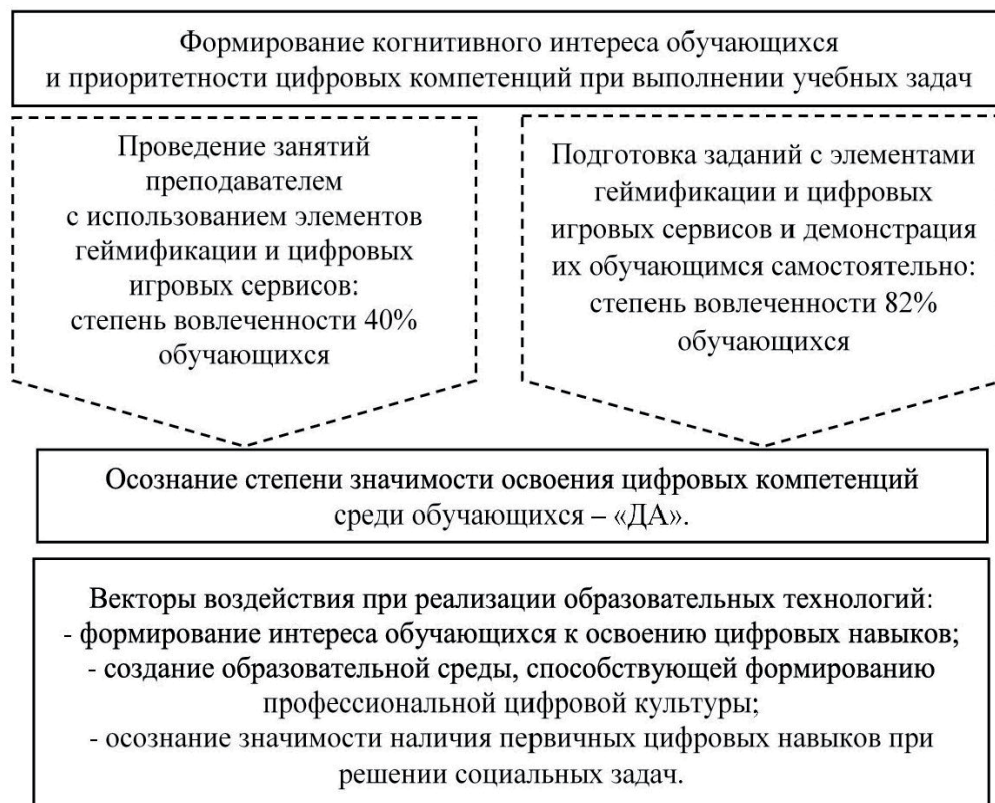 Формирование когнитивного интереса обучающихся
и приоритетности цифровых компетенций при выполнении учебных задач
Проведение занятий
преподавателем
с использованием элементов
геймификации и цифровых
игровых сервисов:
степень вовлеченности 40%
обучающихся
Подготовка заданий с элементами
геймификации и цифровых
игровых сервисов и демонстрация
их обучающимся самостоятельно:
степень вовлеченности 82%
обучающихся
Осознание степени значимости освоения цифровых компетенций
среди обучающихся – «ДА».
Векторы воздействия при реализации образовательных технологий:
- формирование интереса обучающихся к освоению цифровых навыков;
- создание образовательной среды, способствующей формированию
профессиональной цифровой культуры;
- осознание значимости наличия первичных цифровых навыков при
решении социальных задач.